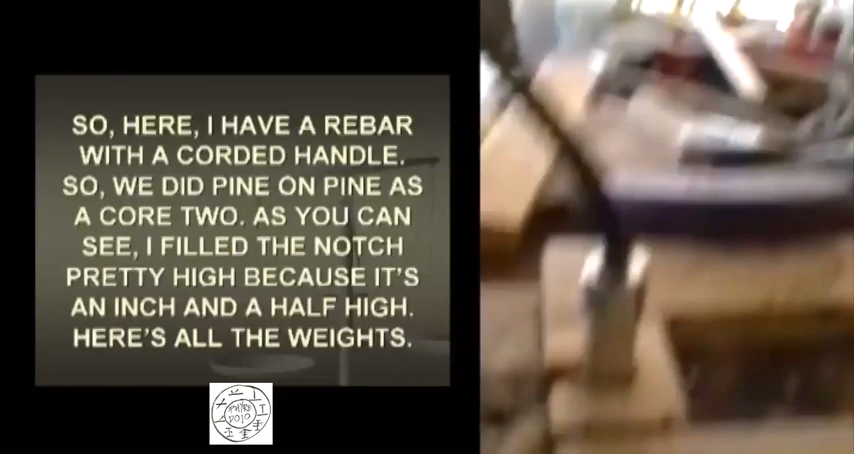 SO, HERE, I HAVE A REBAR
WITH A CORDED HANDLE.
SO, WE DID PINE ON PINE AS
A CORE TWO. AS YOU CAN
SEE, I FILLED THE NOTCH
PRETTY HIGH BECAUSE IT'S
AN INCH AND A HALF HIGH.
HERE'S ALL THE WEIGHTS.